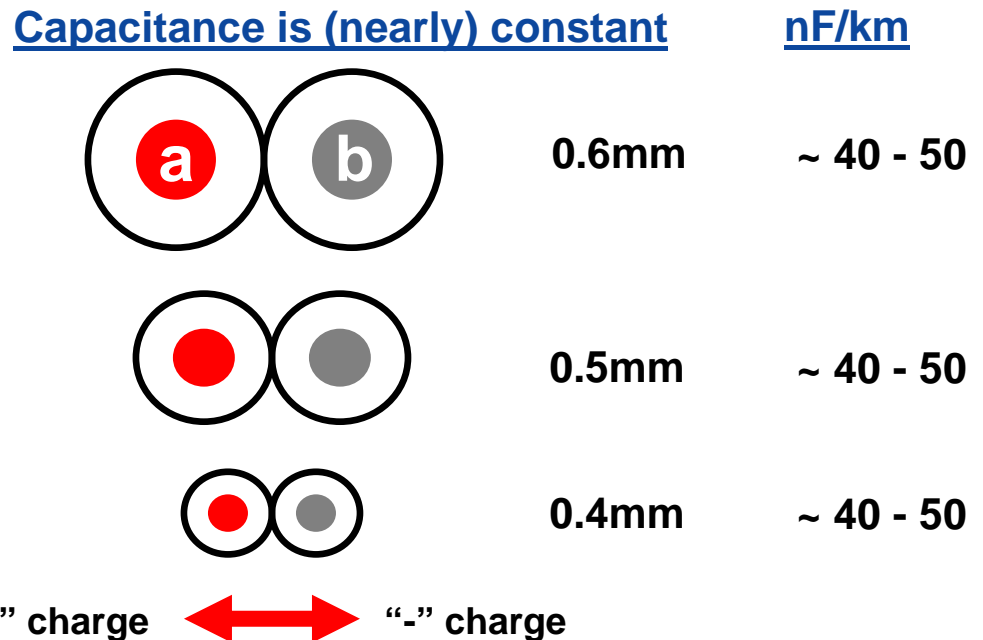 Capacitance is (nearly) constant nF/km
a b 0.6mm ~ 40 - 50
0.5mm ~ 40 - 50
0.4mm ~ 40 - 50
” charge “-” charge